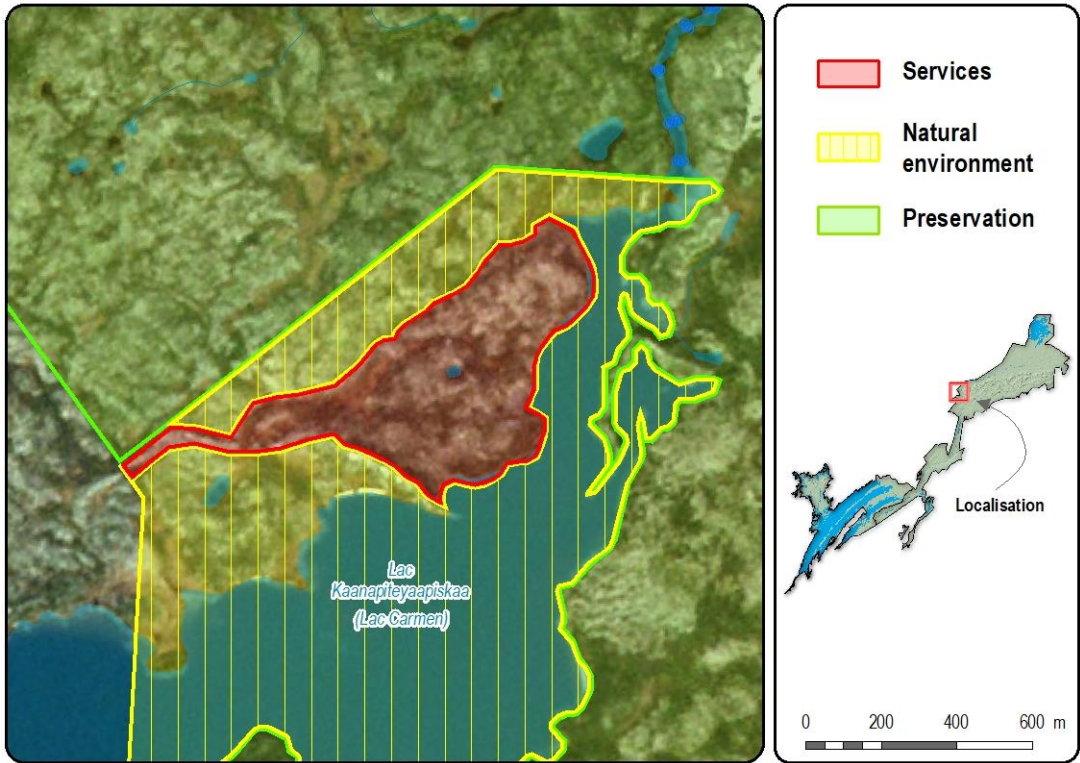 Lac
Kaanapiteyaapiskaa
(Lac Carmen)
Services
Natural
environment
Preservation
Localisation
0 200 400 600 m